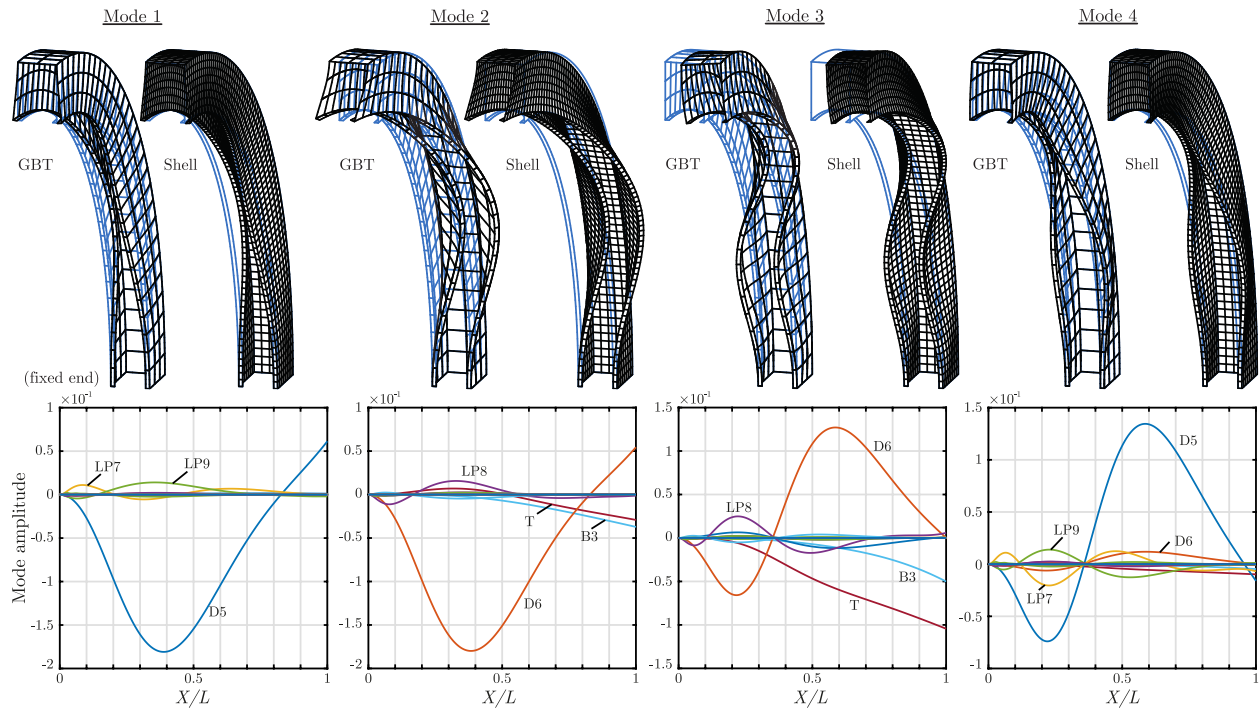 Mode 1
Mode 2
Mode 3
Mode 4
GBT
Shell
GBT
Shell
GBT
Shell
GBT
Shell
(fixed end)
×10⁻¹
1
0.5
0
-0.5
-1
-1.5
-2
Mode amplitude
LP7
LP9
D5
0
0.5
1
X/L
×10⁻¹
1
0.5
0
-0.5
-1
-1.5
-2
LP8
T
B3
D6
0
0.5
1
X/L
×10⁻¹
1.5
1
0.5
0
-0.5
-1
-1.5
D6
LP8
B3
T
0
0.5
1
X/L
×10⁻¹
1.5
1
0.5
0
-0.5
-1
D5
LP9
D6
LP7
0
0.5
1
X/L